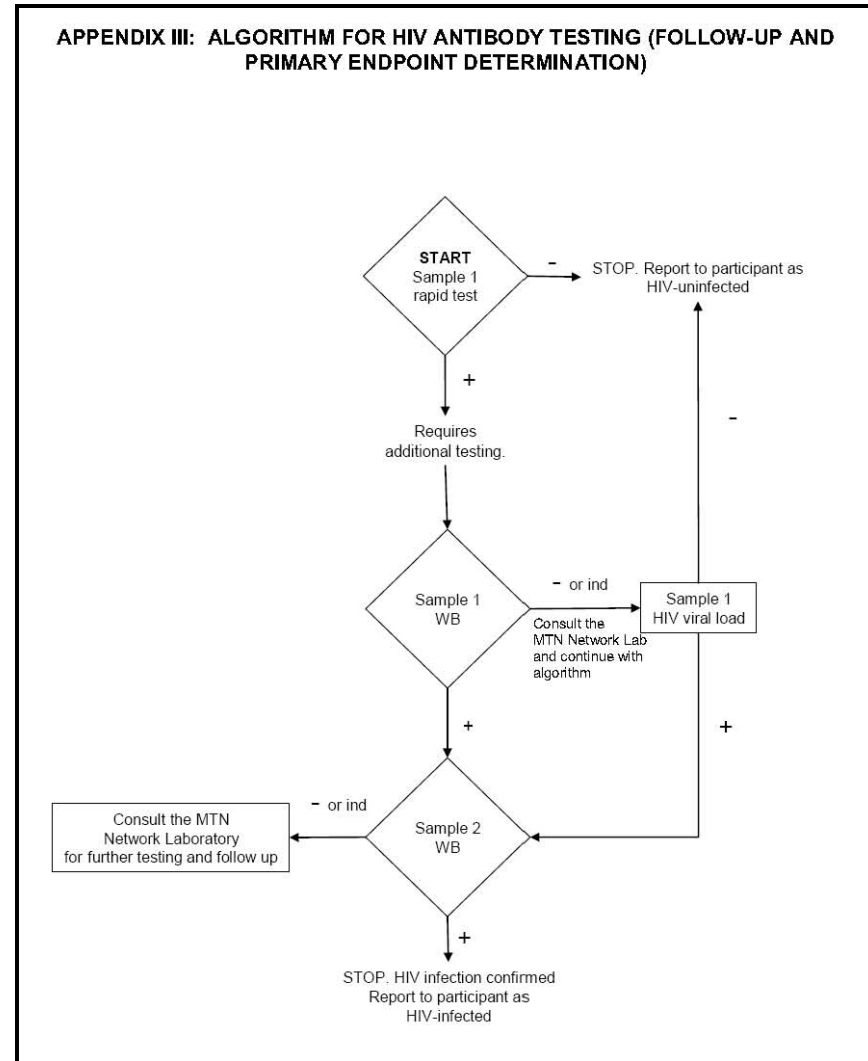 APPENDIX III: ALGORITHM FOR HIV ANTIBODY TESTING (FOLLOW-UP AND
PRIMARY ENDPOINT DETERMINATION)
START
Sample 1
rapid test
-
STOP. Report to participant as
HIV-uninfected
+
Requires
additional testing.
-
Sample 1
WB
- or ind
Consult the
MTN Network Lab
and continue with
algorithm
Sample 1
HIV viral load
+
+
Sample 2
WB
- or ind
Consult the MTN
Network Laboratory
for further testing and follow up
+
STOP. HIV infection confirmed
Report to participant as
HIV-infected